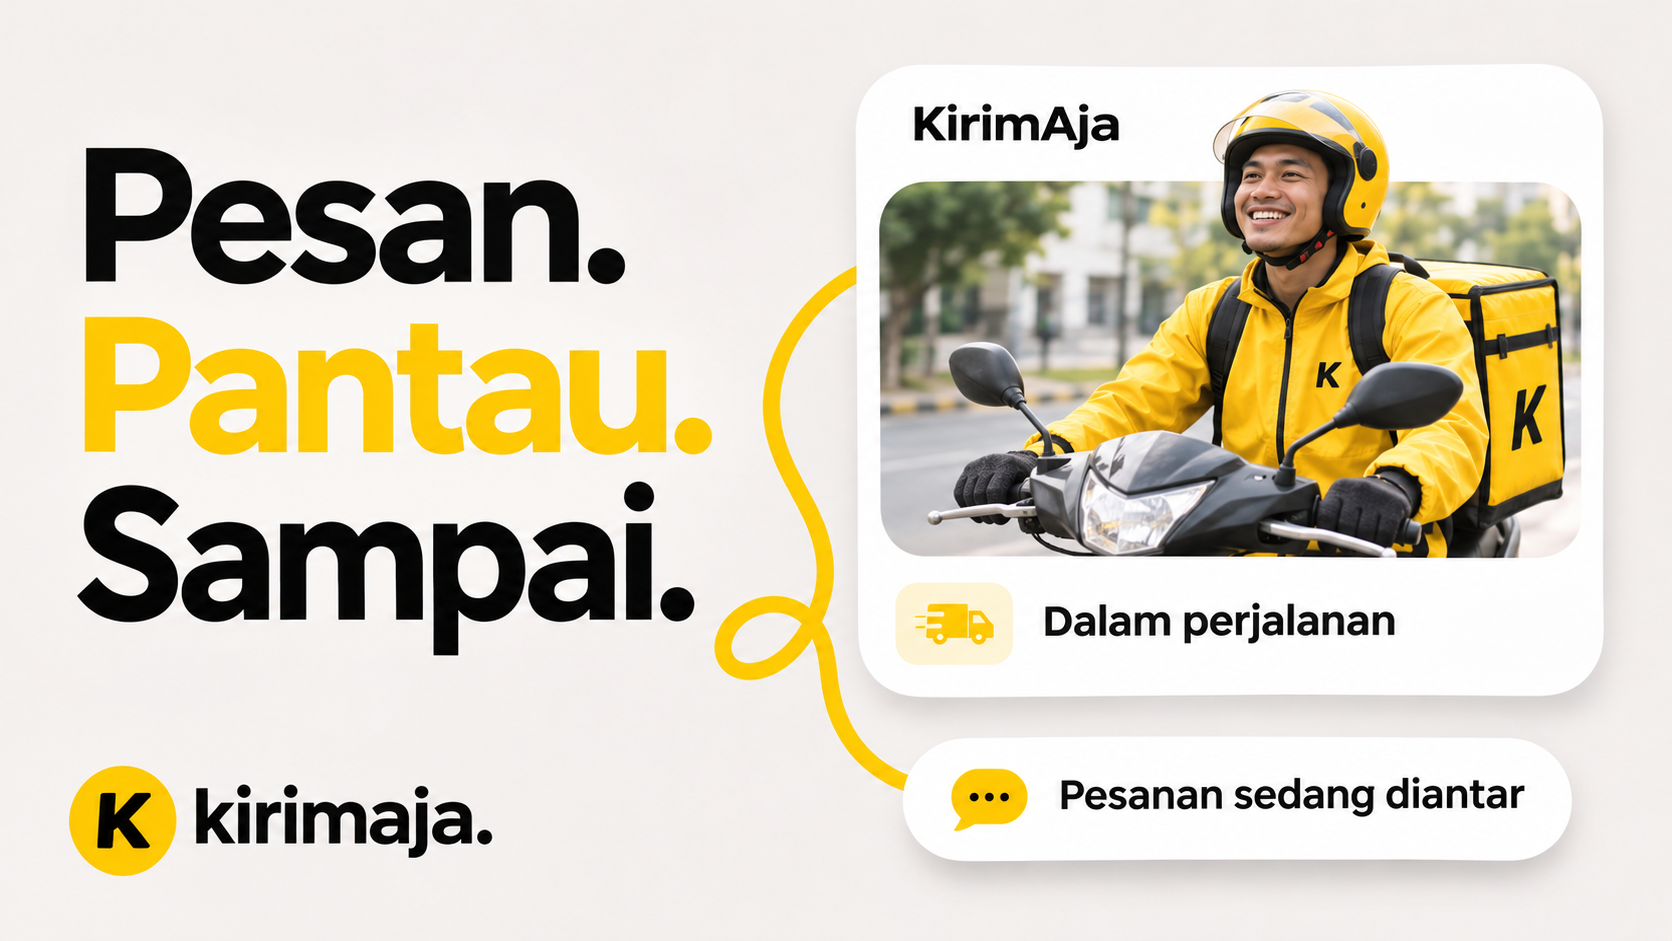 Pesan.
Pantau.
Sampai.
K kirimaja.
KirimAja
K
K
Dalam perjalanan
Pesanan sedang diantar